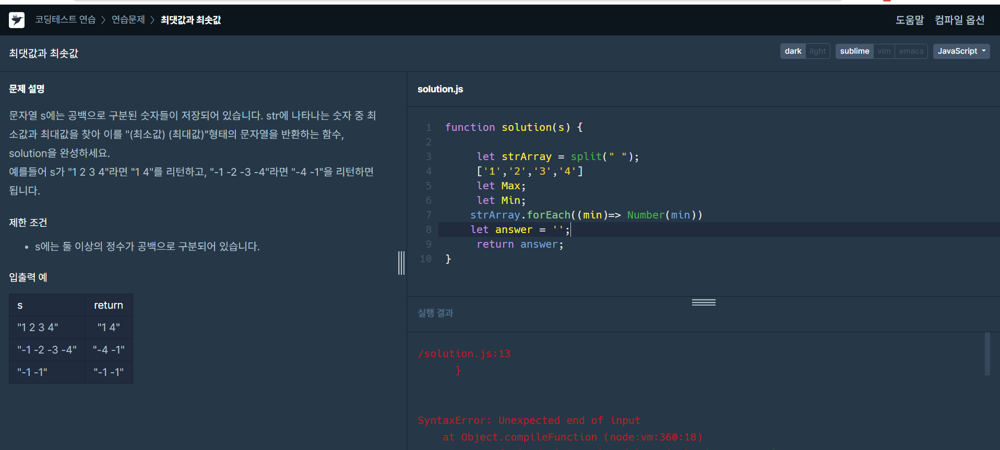 코딩테스트 연습 > 연습문제 > 최댓값과 최솟값
도움말 컴파일 옵션
최댓값과 최솟값
dark light sublime vim emacs JavaScript
문제 설명
문자열 s에는 공백으로 구분된 숫자들이 저장되어 있습니다. str에 나타나는 숫자 중 최
소값과 최대값을 찾아 이를 "(최소값) (최대값)"형태의 문자열을 반환하는 함수,
solution을 완성하세요.
예를들어 s가 "1 2 3 4"라면 "1 4"를 리턴하고, "-1 -2 -3 -4"라면 "-4 -1"을 리턴하면
됩니다.
제한 조건
• s에는 둘 이상의 정수가 공백으로 구분되어 있습니다.
입출력 예
s return
"1 2 3 4" "1 4"
"-1 -2 -3 -4" "-4 -1"
"-1 -1" "-1 -1"
solution.js
1 function solution(s) {
2
3 let strArray = split(" ");
4 ['1','2','3','4']
5 let Max;
6 let Min;
7 strArray.forEach((min)=> Number(min))
8 let answer = '';
9 return answer;
10 }
실행 결과
/solution.js:13
}
SyntaxError: Unexpected end of input
at Object.compileFunction (node:vm:360:18)